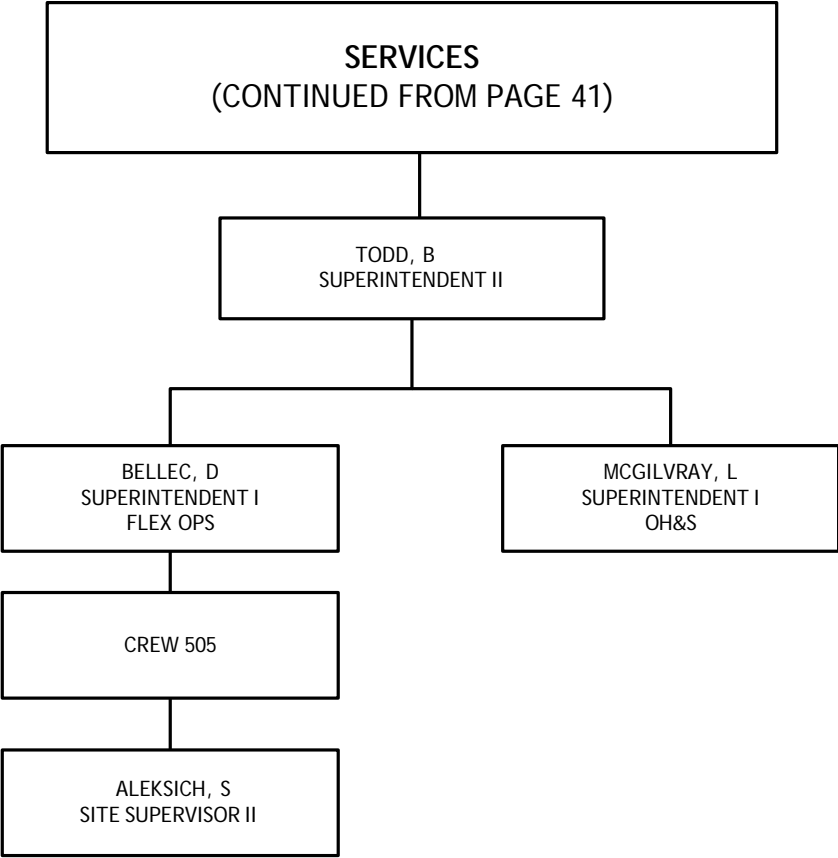 SERVICES
(CONTINUED FROM PAGE 41)
TODD, B
SUPERINTENDENT II
BELLEC, D
SUPERINTENDENT I
FLEX OPS
MCGILVRAY, L
SUPERINTENDENT I
OH&S
CREW 505
ALEKSICH, S
SITE SUPERVISOR II